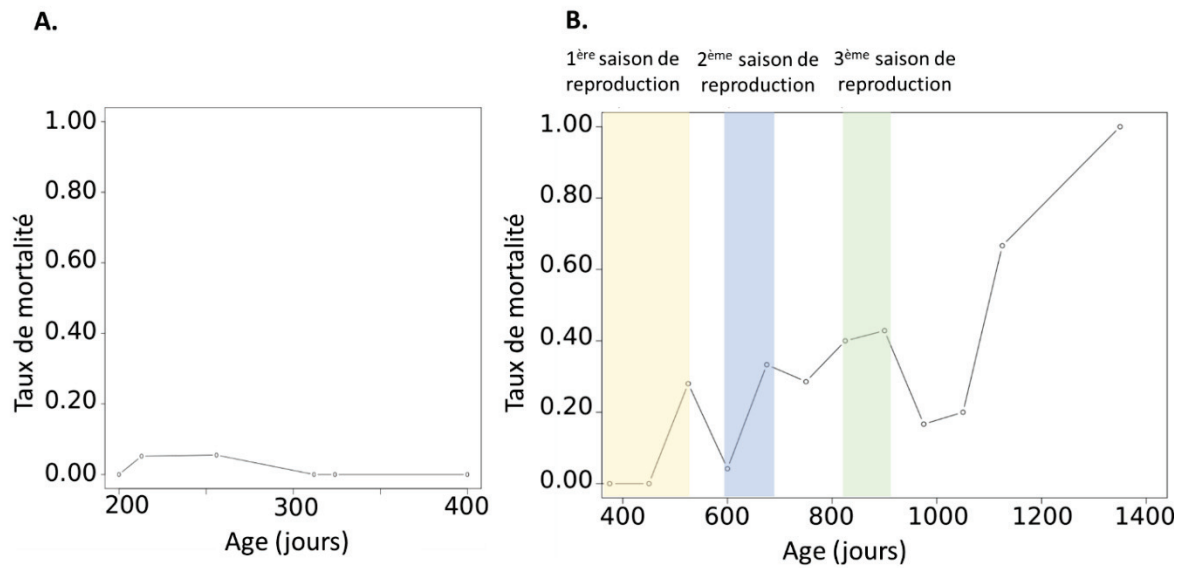 A.
Taux de mortalité
1.00
0.80
0.60
0.40
0.20
0.00
200
300
400
Age (jours)
B.
1ère saison de
reproduction
2ème saison de
reproduction
3ème saison de
reproduction
Taux de mortalité
1.00
0.80
0.60
0.40
0.20
0.00
400
600
800
1000
1200
1400
Age (jours)